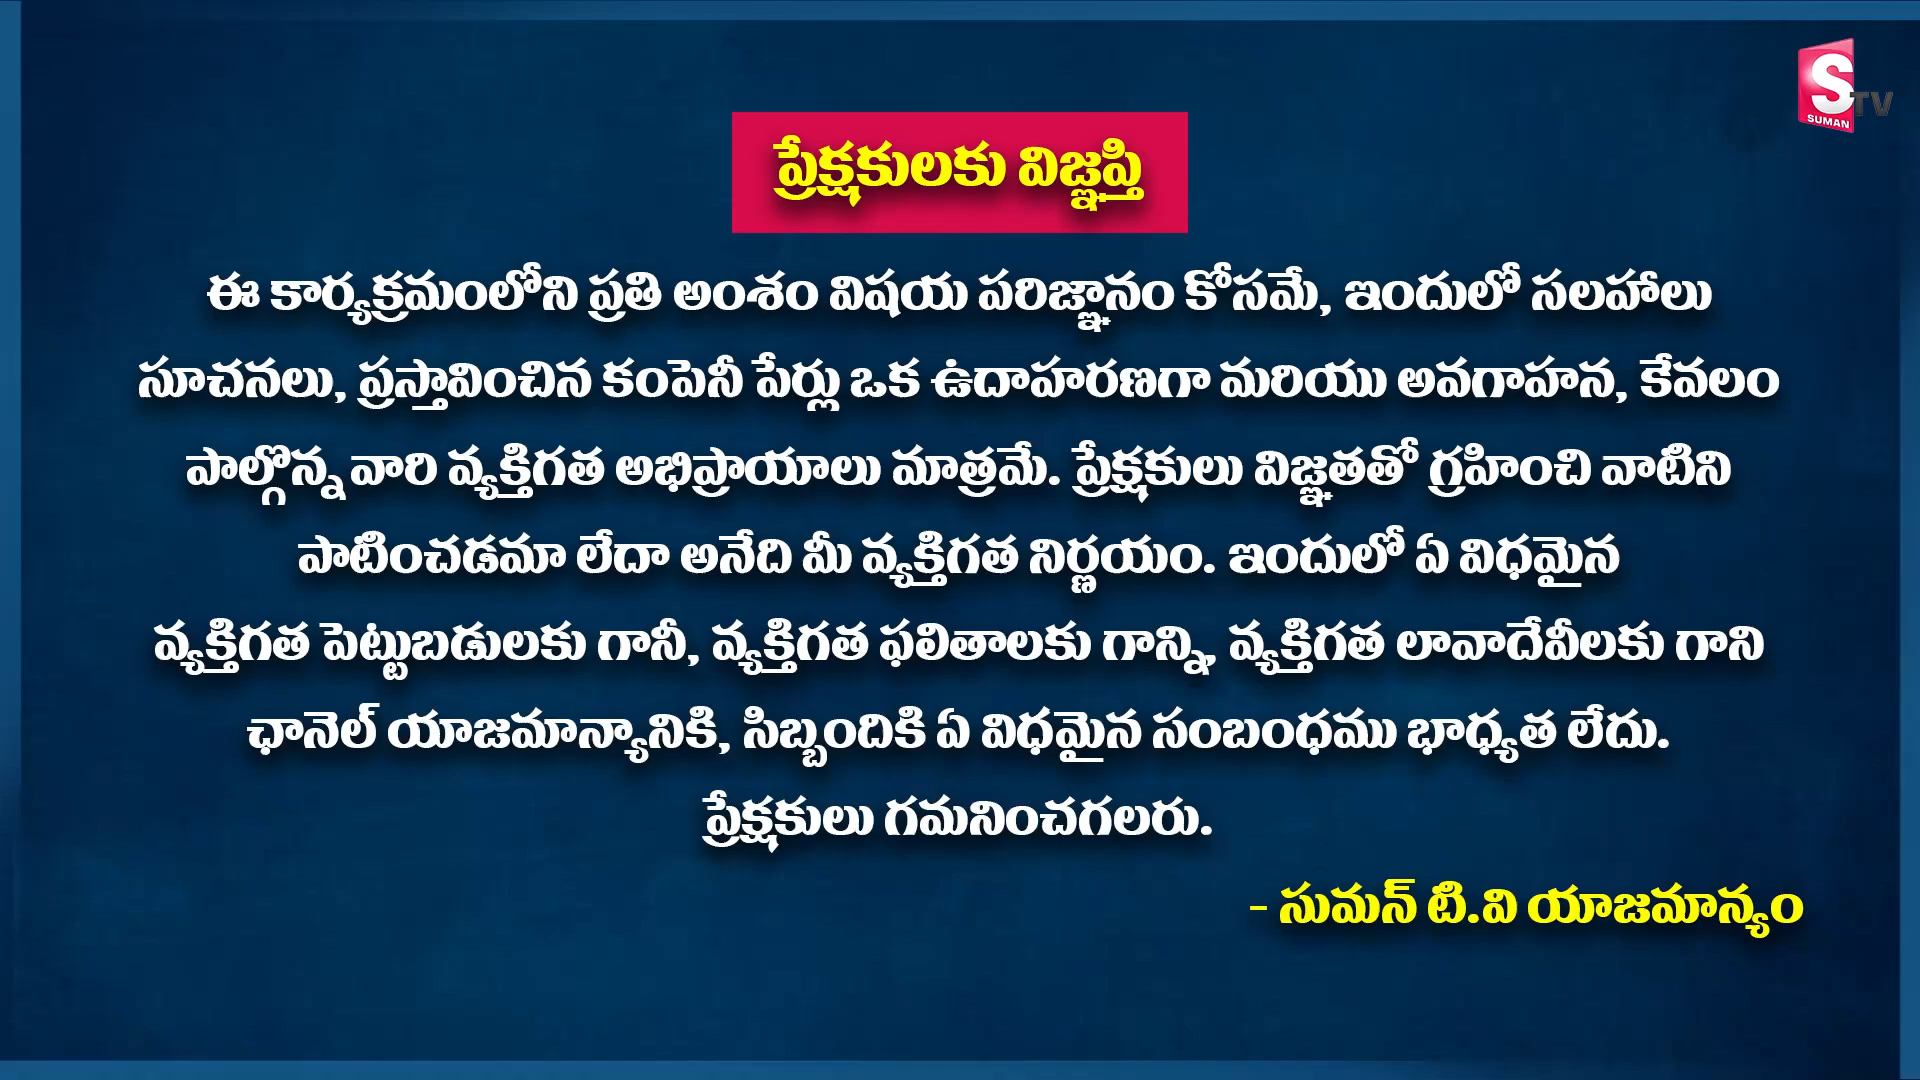 S TV
SUMAN
ప్రేక్షకులకు విజ్ఞప్తి
ఈ కార్యక్రమంలోని ప్రతి అంశం విషయ పరిజ్ఞానం కోసమే, ఇందులో సలహాలు
సూచనలు, ప్రస్తావించిన కంపెనీ పేర్లు ఒక ఉదాహరణగా మరియు అవగాహన, కేవలం
పాల్గొన్న వారి వ్యక్తిగత అభిప్రాయాలు మాత్రమే. ప్రేక్షకులు విజ్ఞతతో గ్రహించి వాటిని
పాటించడమా లేదా అనేది మీ వ్యక్తిగత నిర్ణయం. ఇందులో ఏ విధమైన
వ్యక్తిగత పెట్టుబడులకు గానీ, వ్యక్తిగత ఫలితాలకు గాన్ని, వ్యక్తిగత లావాదేవీలకు గాని
ఛానెల్ యాజమాన్యానికి, సిబ్బందికి ఏ విధమైన సంబంధము భాధ్యత లేదు.
ప్రేక్షకులు గమనించగలరు.
- సుమన్ టి.వి యాజమాన్యం